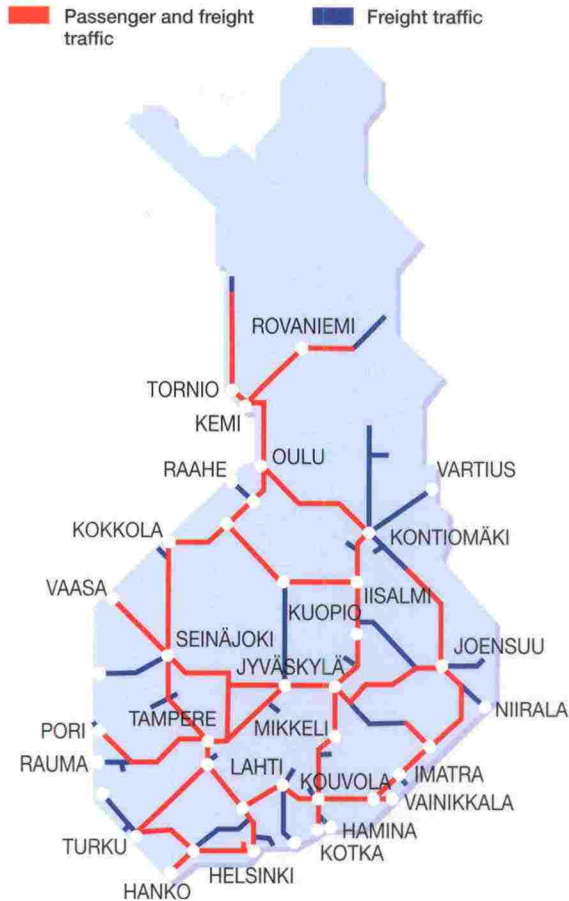 Passenger and freight
traffic
Freight traffic
ROVANIEMI
TORNIO
KEMI
OULU
RAAHE
VARTIUS
KOKKOLA
KONTIOMÄKI
VAASA
IISALMI
KUOPIO
SEINÄJOKI
JOENSUU
JYVÄSKYLÄ
NIIRALA
TAMPERE
MIKKELI
PORI
RAUMA
LAHTI
KOUVOLA
IMATRA
VAINIKKALA
HAMINA
TURKU
KOTKA
HELSINKI
HANKO